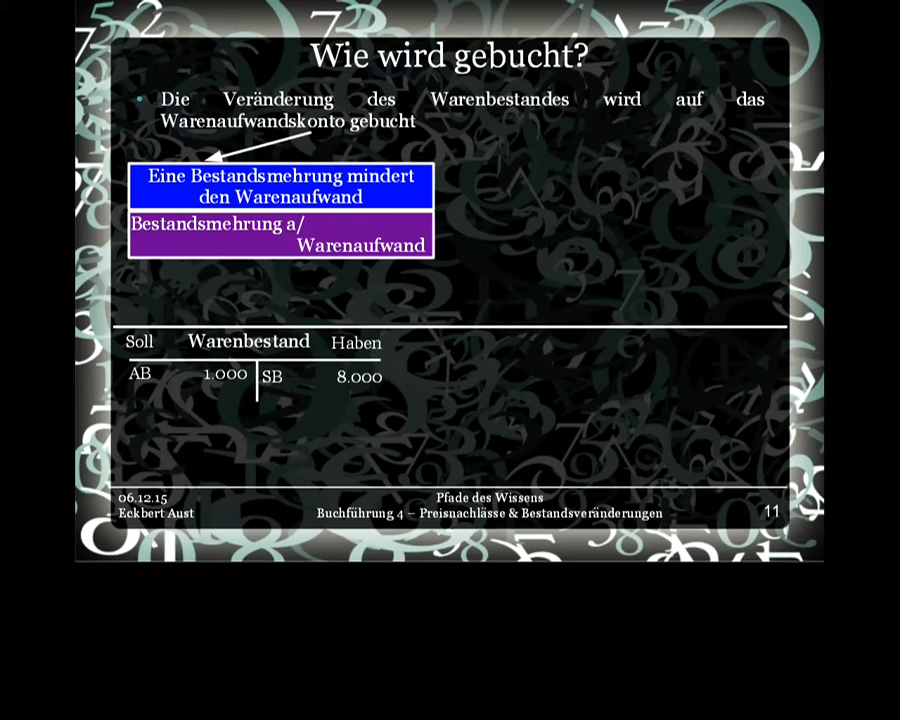 Wie wird gebucht?
Die Veränderung des Warenbestandes wird auf das
Warenaufwandskonto gebucht
Eine Bestandsmehrung mindert
den Warenaufwand
Bestandsmehrung a/
Warenaufwand
Soll Warenbestand Haben
AB 1.000 SB 8.000
06.12.15 Pfade des Wissens
Eckbert Aust Buchführung 4 – Preisnachlässe & Bestandsveränderungen 11